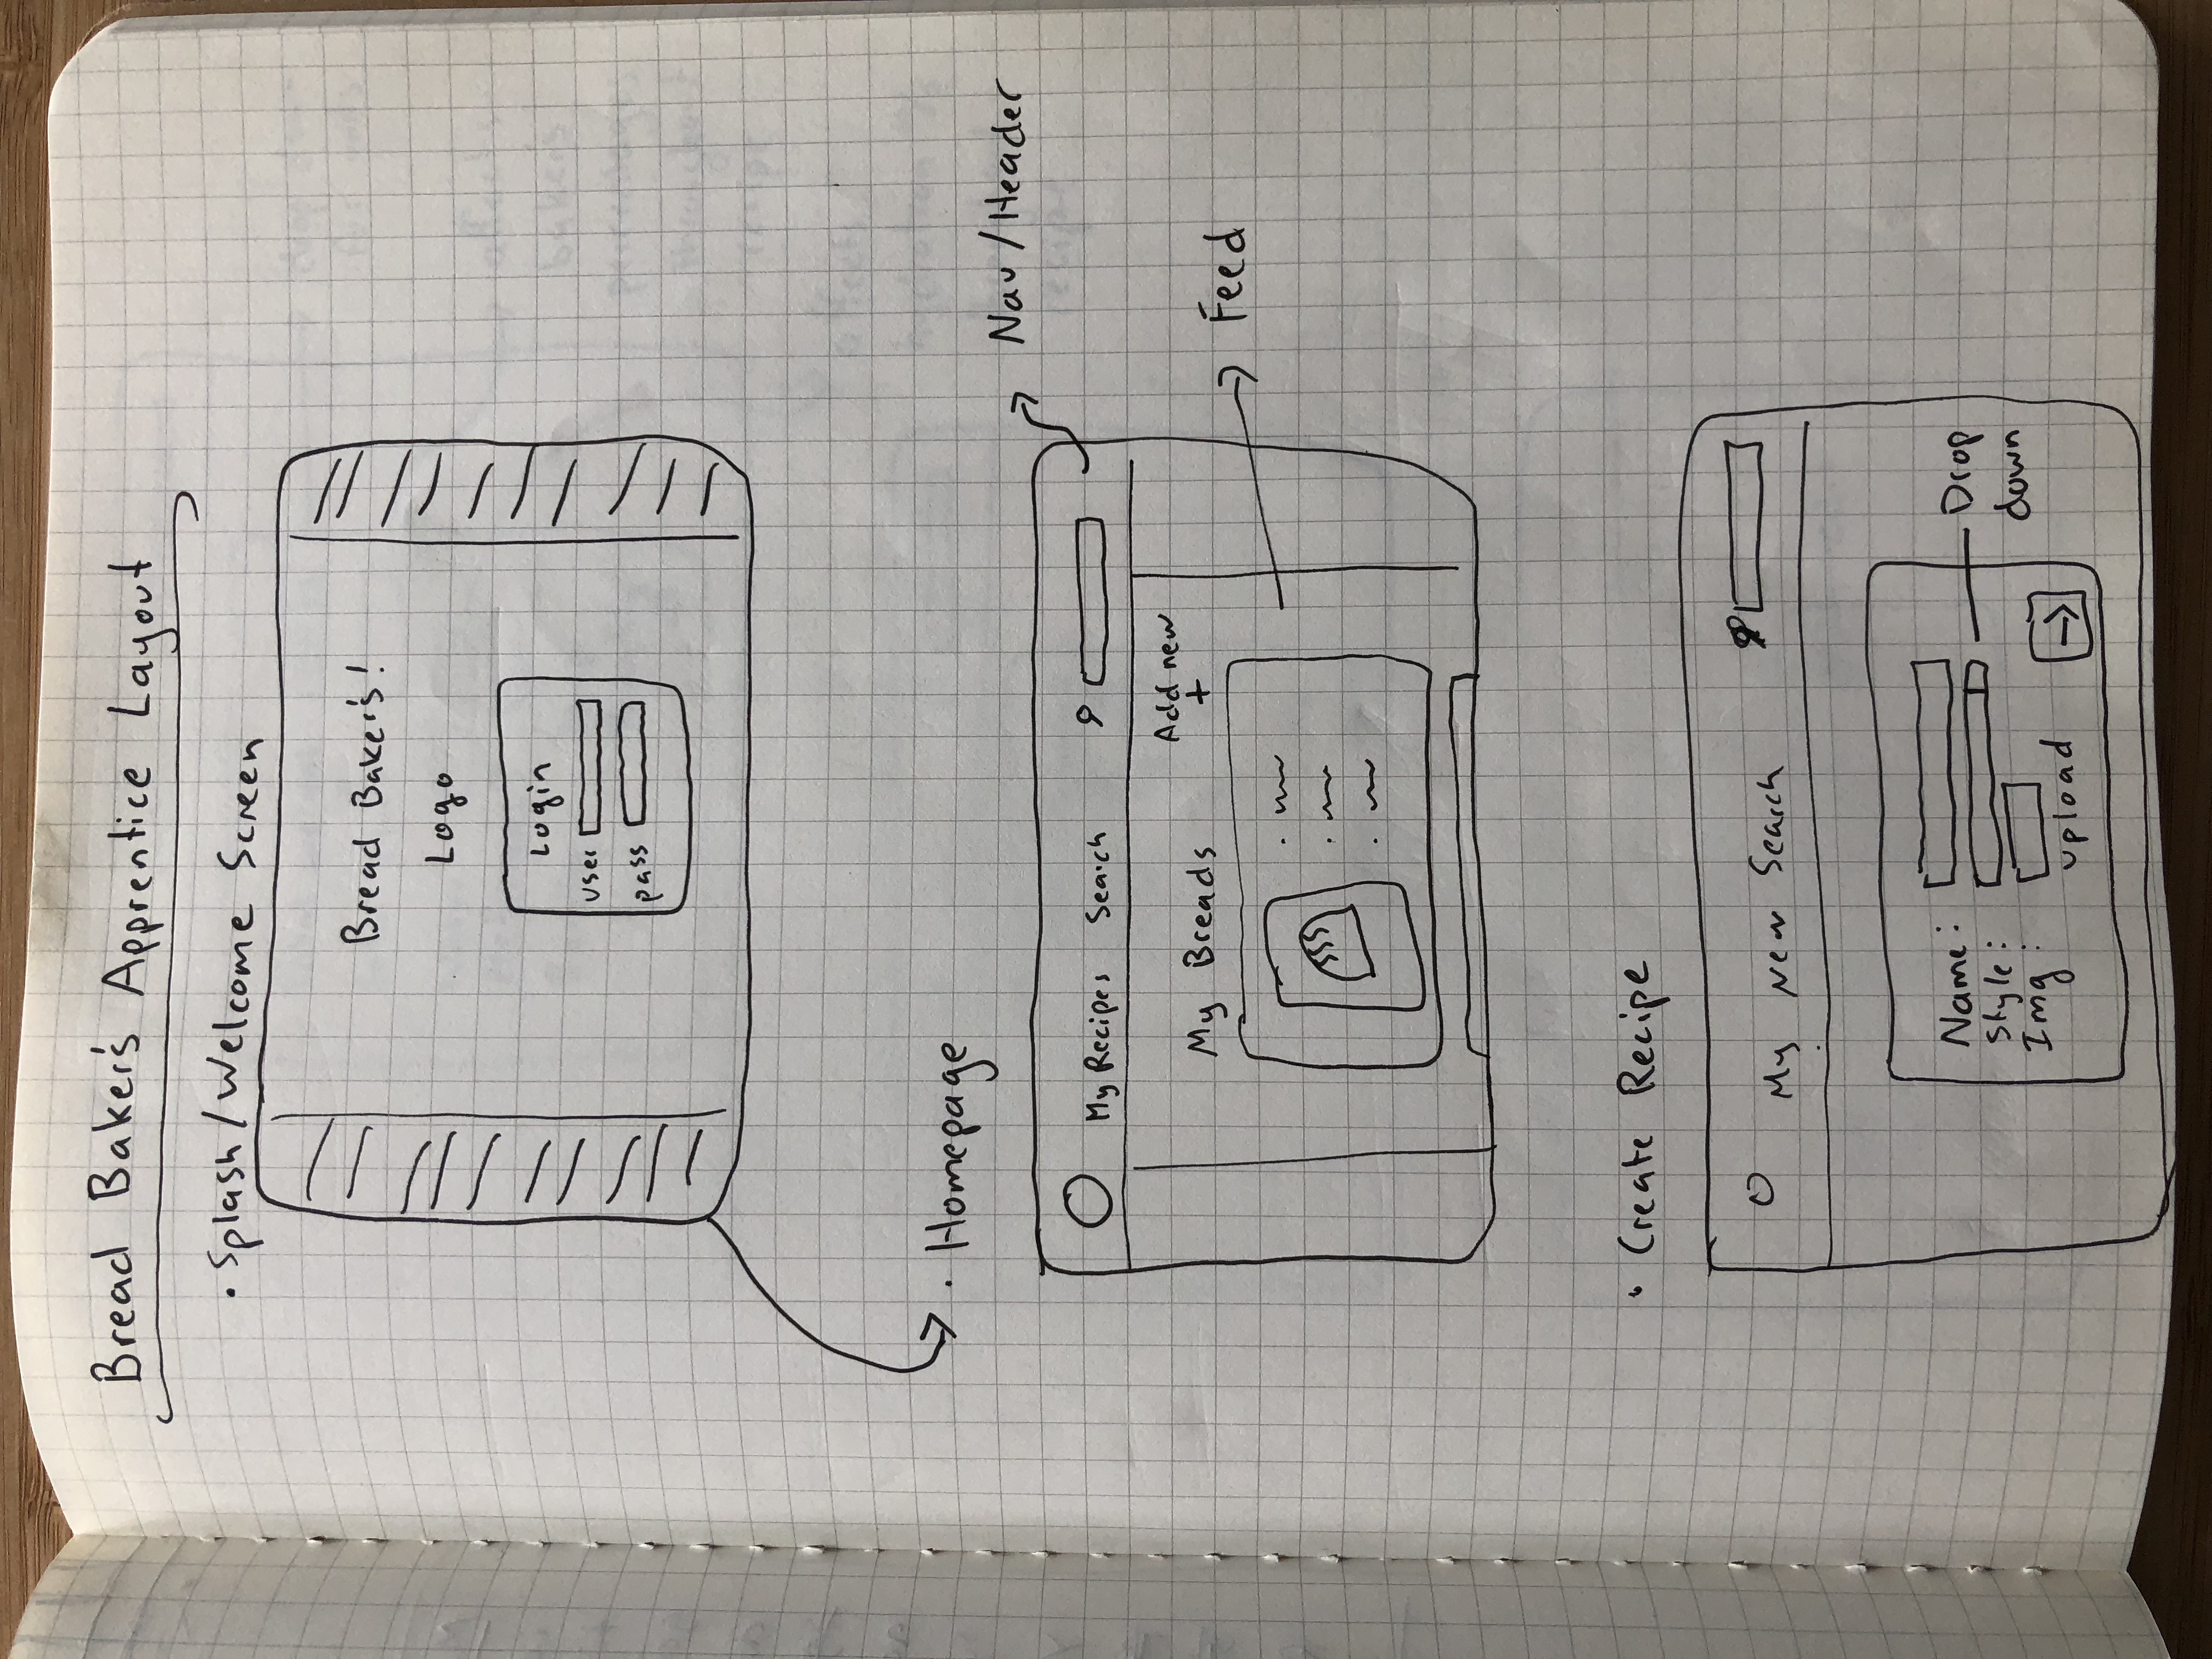 Bread Baker's Apprentice Layout
• Splash/Welcome Screen
Bread Baker's!
Logo
Login
user
pass
• Homepage
Nav/Header
My Recipes Search
Add new
+
My Breads
Feed
• Create Recipe
My New Search
Name:
Style:
Img:
upload
Drop
down